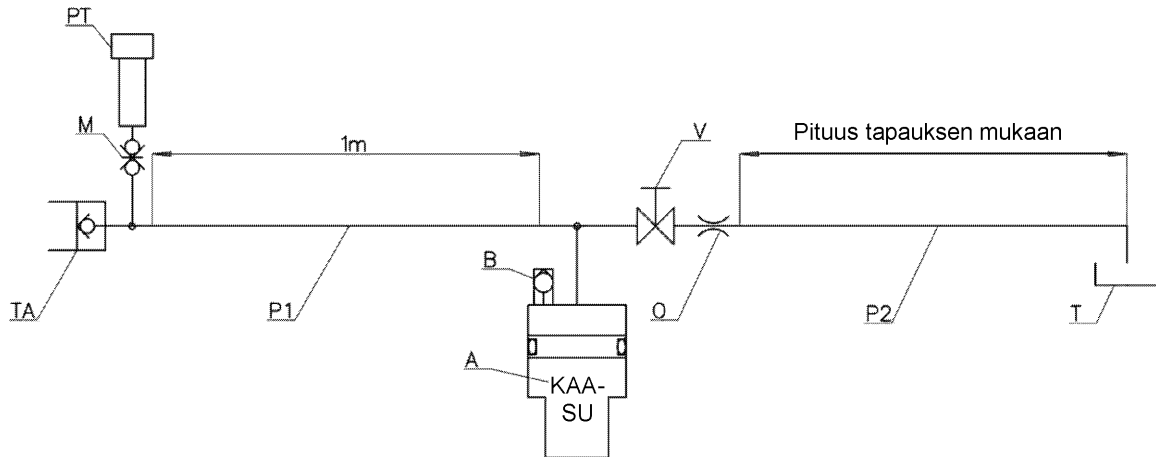 PT
M
1m
V
Pituus tapauksen mukaan
B
TA
P1
O
P2
T
A
KAA-
SU